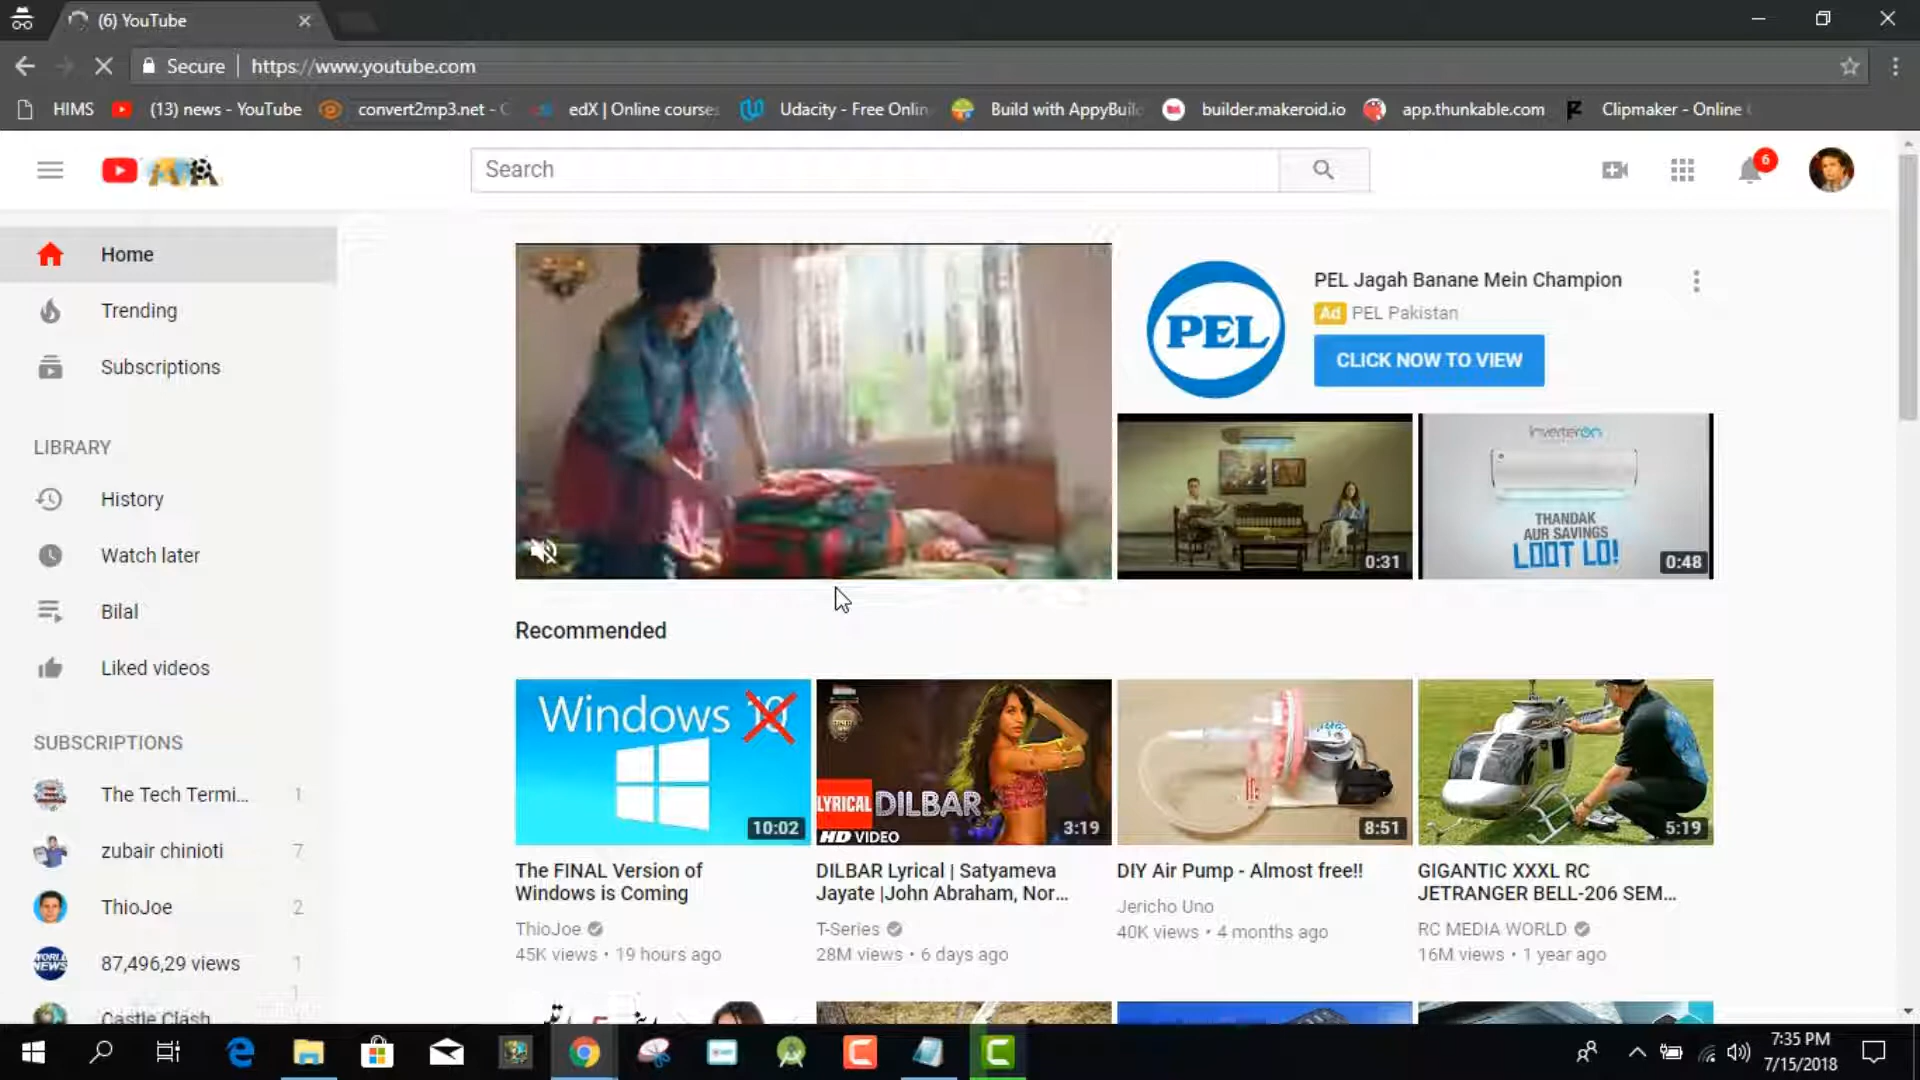 (6) YouTube
Secure
https://www.youtube.com
HIMS
(13) news - YouTube
convert2mp3.net - C
edX | Online courses
Udacity - Free Onlin
Build with AppyBuil
builder.makeroid.io
app.thunkable.com
Clipmaker - Online
Search
6
Home
Trending
Subscriptions
LIBRARY
History
Watch later
Bilal
Liked videos
SUBSCRIPTIONS
The Tech Termi... 1
zubair chinioti 7
ThioJoe 2
WORLD
NEWS
87,496,29 views 1
1
Castle Clash
PEL
PEL Jagah Banane Mein Champion
Ad PEL Pakistan
CLICK NOW TO VIEW
0:31
inverterOn
THANDAK
AUR SAVINGS
LOOT LO!
0:48
Recommended
Windows 10
10:02
The FINAL Version of
Windows is Coming
ThioJoe
45K views • 19 hours ago
LYRICAL DILBAR
HD VIDEO
3:19
DILBAR Lyrical | Satyameva
Jayate |John Abraham, Nor...
T-Series
28M views • 6 days ago
8:51
DIY Air Pump - Almost free!!
Jericho Uno
40K views • 4 months ago
5:19
GIGANTIC XXXL RC
JETRANGER BELL-206 SEM...
RC MEDIA WORLD
16M views • 1 year ago
7:35 PM
7/15/2018